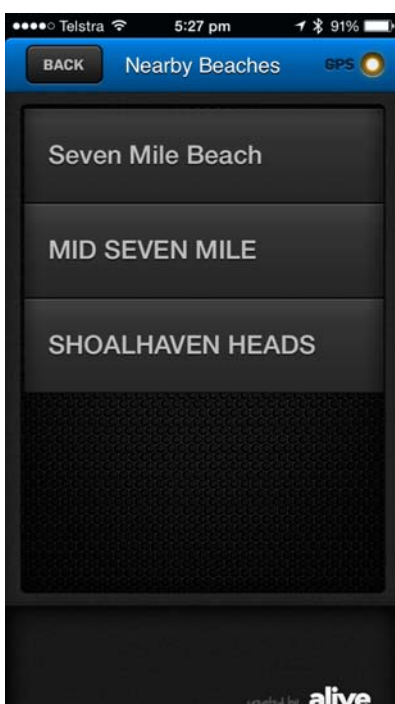 Telstra 5:27 pm 91%
BACK Nearby Beaches GPS
Seven Mile Beach
MID SEVEN MILE
SHOALHAVEN HEADS
alive